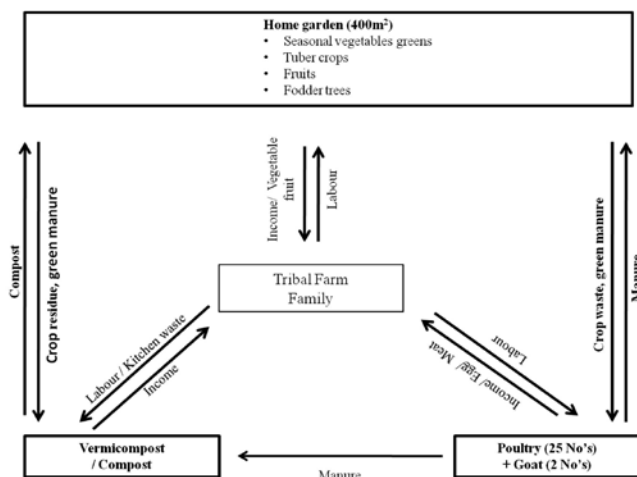 Home garden (400m²)
• Seasonal vegetables greens
• Tuber crops
• Fruits
• Fodder trees
Compost
Crop residue, green manure
Income/ Vegetable
fruit
Labour
Crop waste, green manure
Manure
Tribal Farm
Family
Labour / Kitchen waste
Income
Labour
Income/ Egg/ Meat
Vermicompost
/ Compost
Manure
Poultry (25 No's)
+ Goat (2 No's)